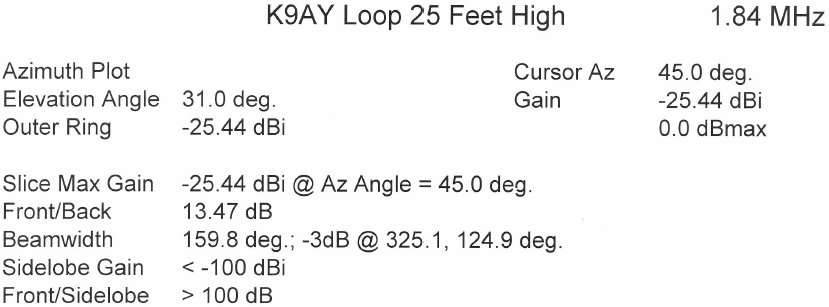 K9AY Loop 25 Feet High 1.84 MHz
Azimuth Plot Cursor Az 45.0 deg.
Elevation Angle 31.0 deg. Gain -25.44 dBi
Outer Ring -25.44 dBi 0.0 dBmax
Slice Max Gain -25.44 dBi @ Az Angle = 45.0 deg.
Front/Back 13.47 dB
Beamwidth 159.8 deg.; -3dB @ 325.1, 124.9 deg.
Sidelobe Gain < -100 dBi
Front/Sidelobe > 100 dB